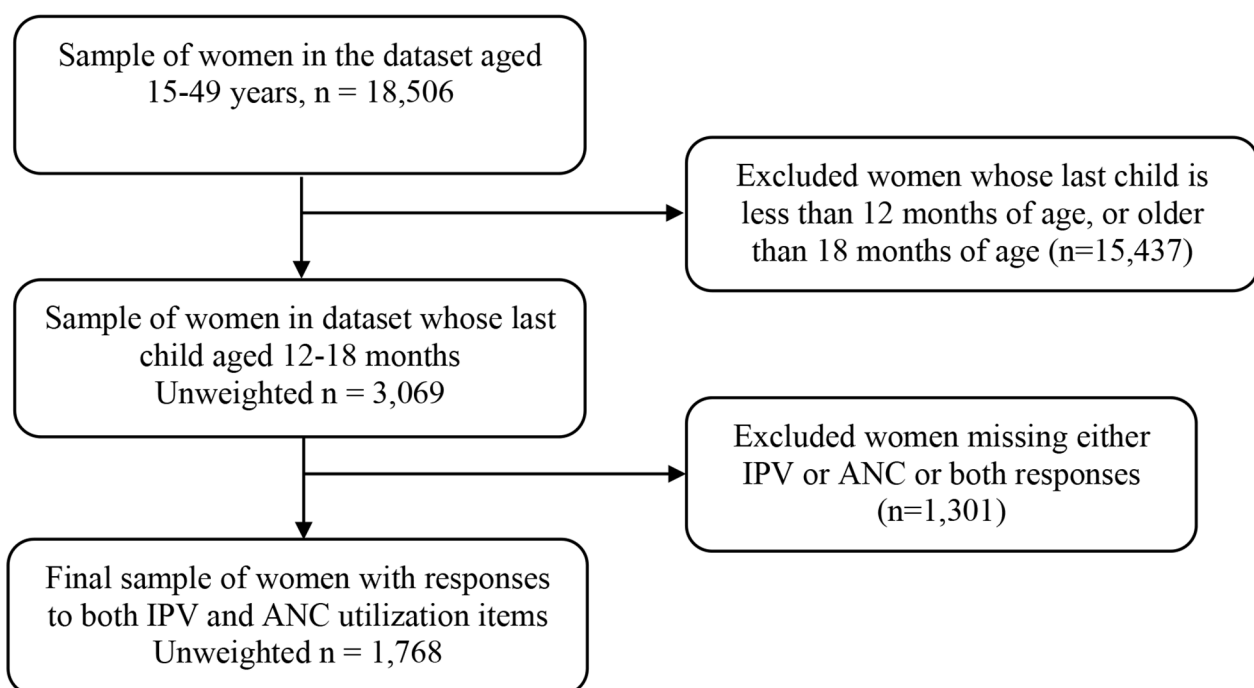 Sample of women in the dataset aged
15-49 years, n = 18,506
Excluded women whose last child is
less than 12 months of age, or older
than 18 months of age (n=15,437)
Sample of women in dataset whose last
child aged 12-18 months
Unweighted n = 3,069
Excluded women missing either
IPV or ANC or both responses
(n=1,301)
Final sample of women with responses
to both IPV and ANC utilization items
Unweighted n = 1,768